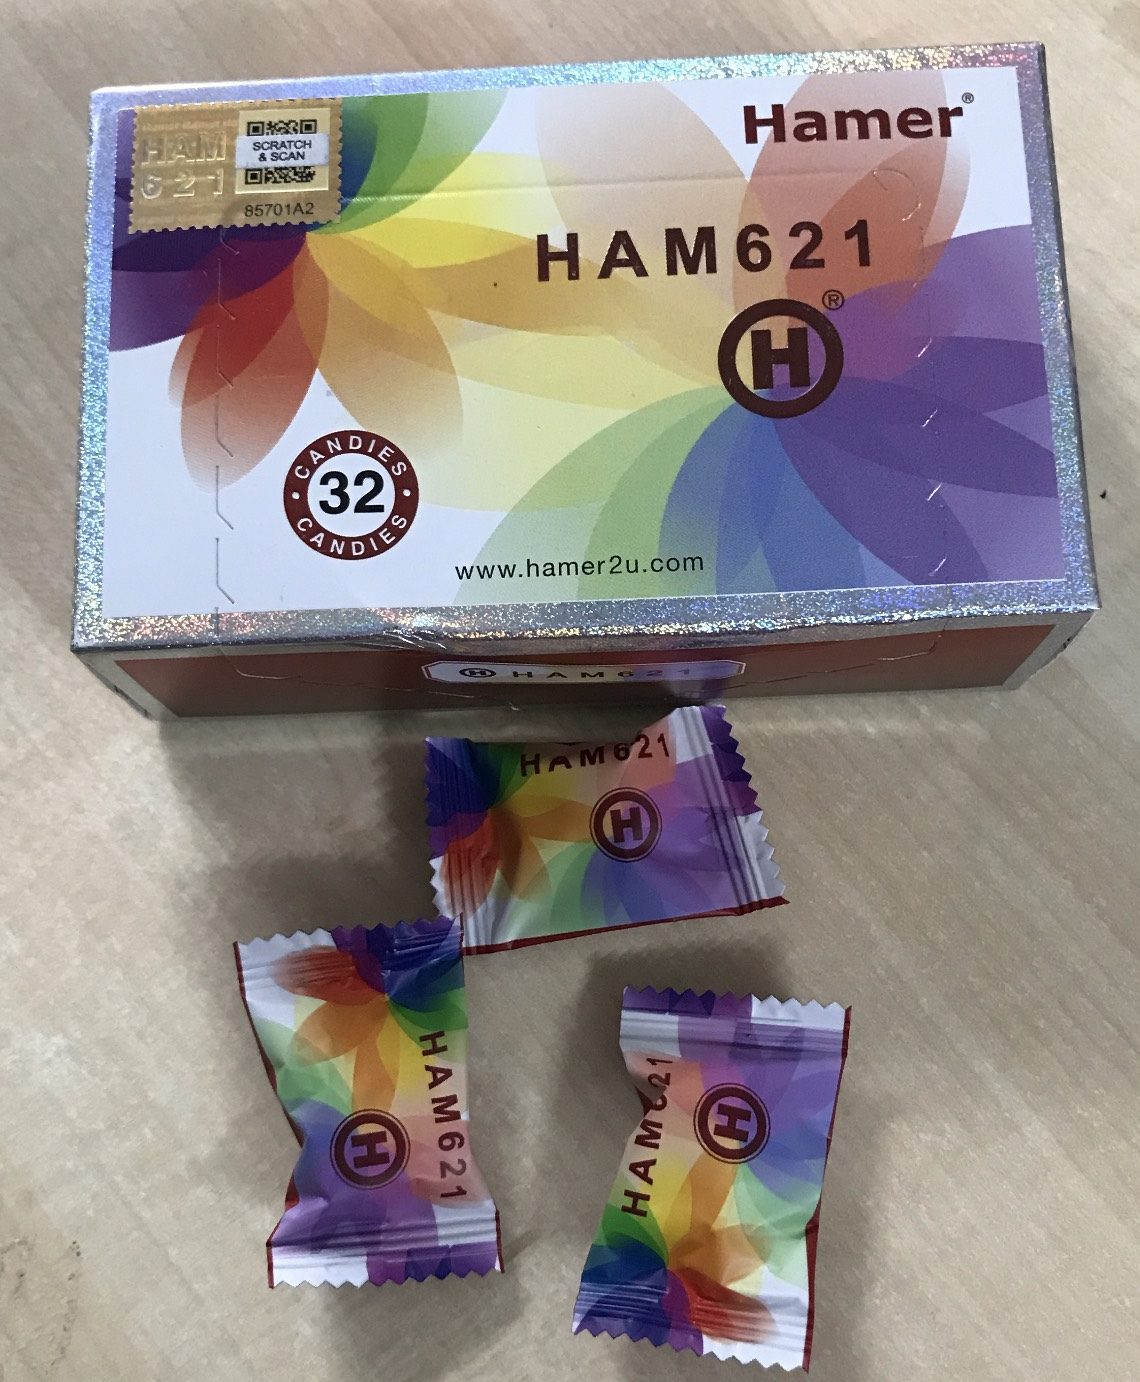 HAM
621
SCRATCH
& SCAN
85701A2
Hamer®
HAM621
H®
CANDIES
32
CANDIES
www.hamer2u.com
H HAM621
HAM621
H
HAM621
H
HAM621
H